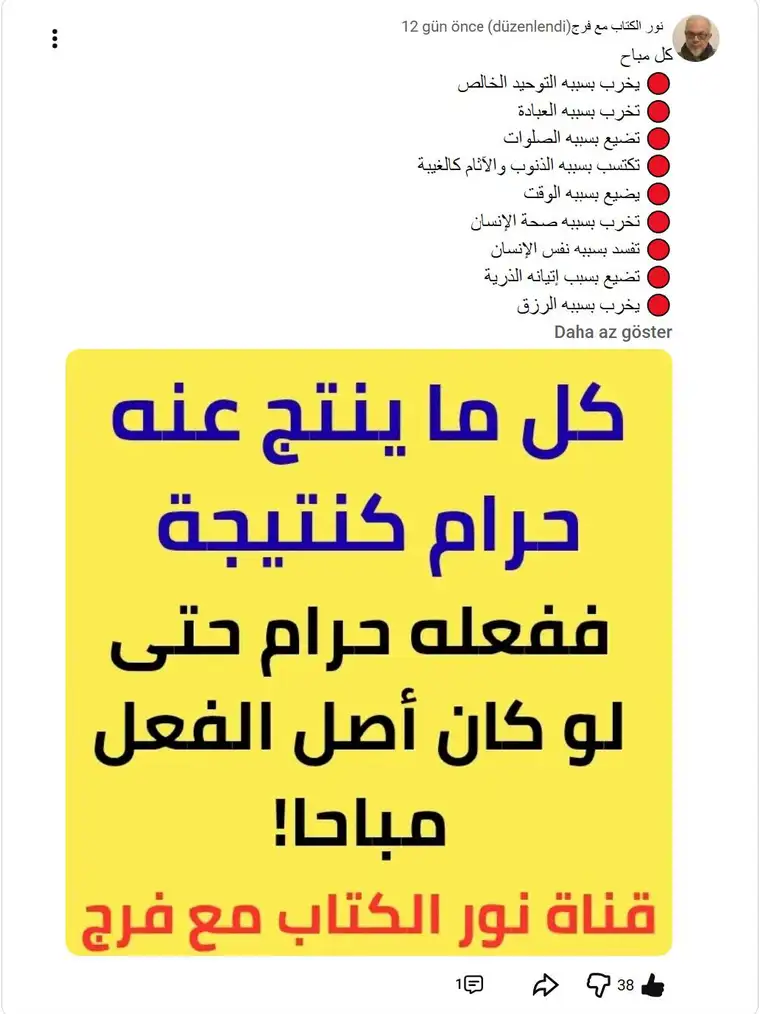 نور الكتاب مع فرج (düzenlendi) 12 gün önce
كل مباح
يخرب بسببه التوحيد الخالص
تخرب بسببه العبادة
تضيع بسببه الصلوات
تكتسب بسببه الذنوب والآثام كالغيبة
يضيع بسببه الوقت
تخرب بسببه صحة الإنسان
تفسد بسببه نفس الإنسان
تضيع بسبب إتيانه الذرية
يخرب بسببه الرزق
Daha az göster
كل ما ينتج عنه
حرام كنتيجة
ففعله حرام حتى
لو كان أصل الفعل
مباحا!
قناة نور الكتاب مع فرج
38 1